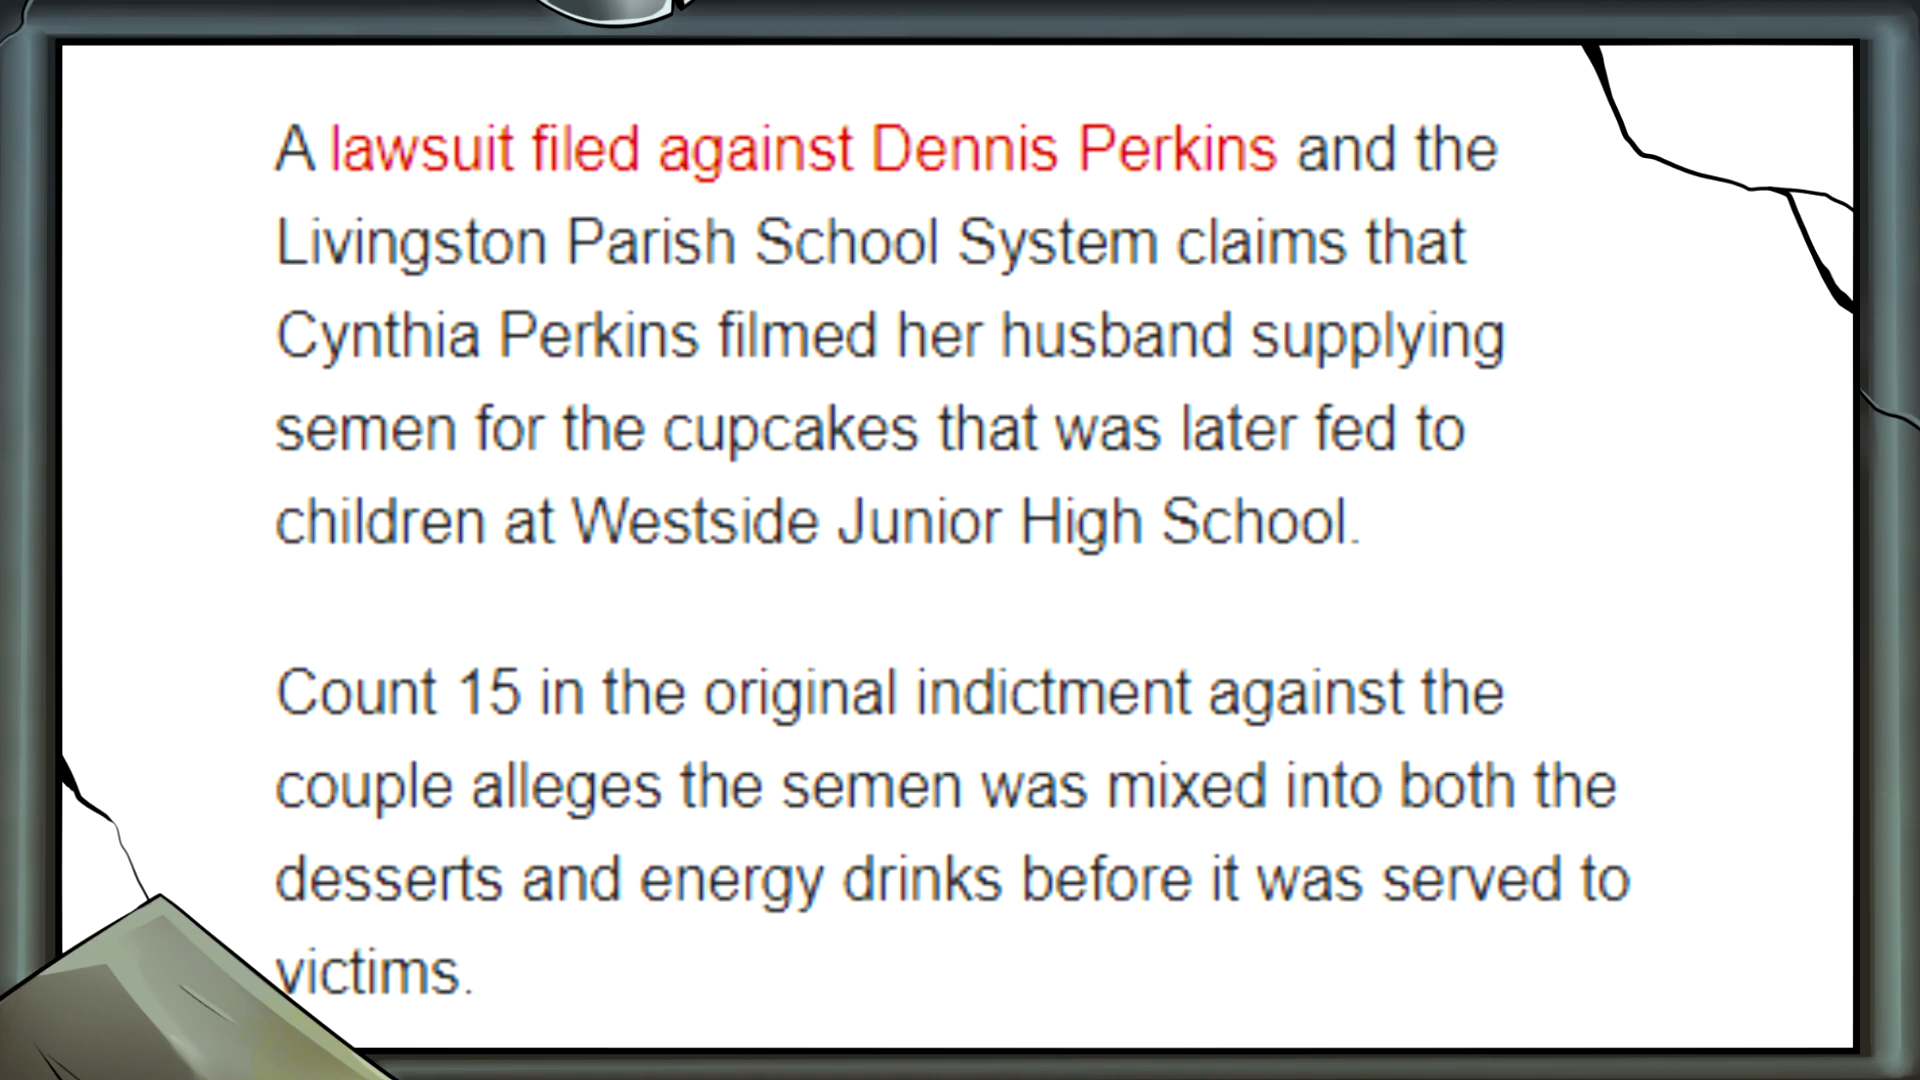 A lawsuit filed against Dennis Perkins and the
Livingston Parish School System claims that
Cynthia Perkins filmed her husband supplying
semen for the cupcakes that was later fed to
children at Westside Junior High School.
Count 15 in the original indictment against the
couple alleges the semen was mixed into both the
desserts and energy drinks before it was served to
victims.